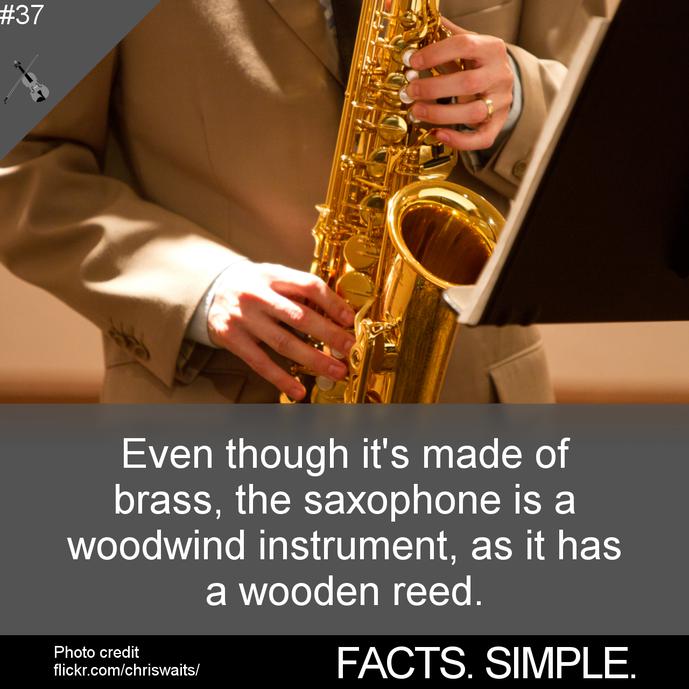 #37
Even though it's made of
brass, the saxophone is a
woodwind instrument, as it has
a wooden reed.
Photo credit
flickr.com/chriswaits/
FACTS. SIMPLE.